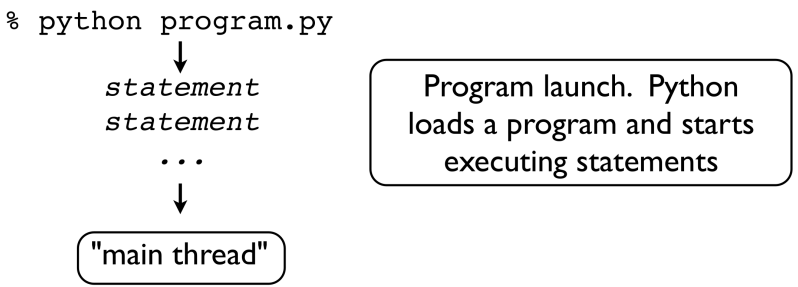 % python program.py
statement
statement
...
"main thread"
Program launch.  Python
loads a program and starts
executing statements